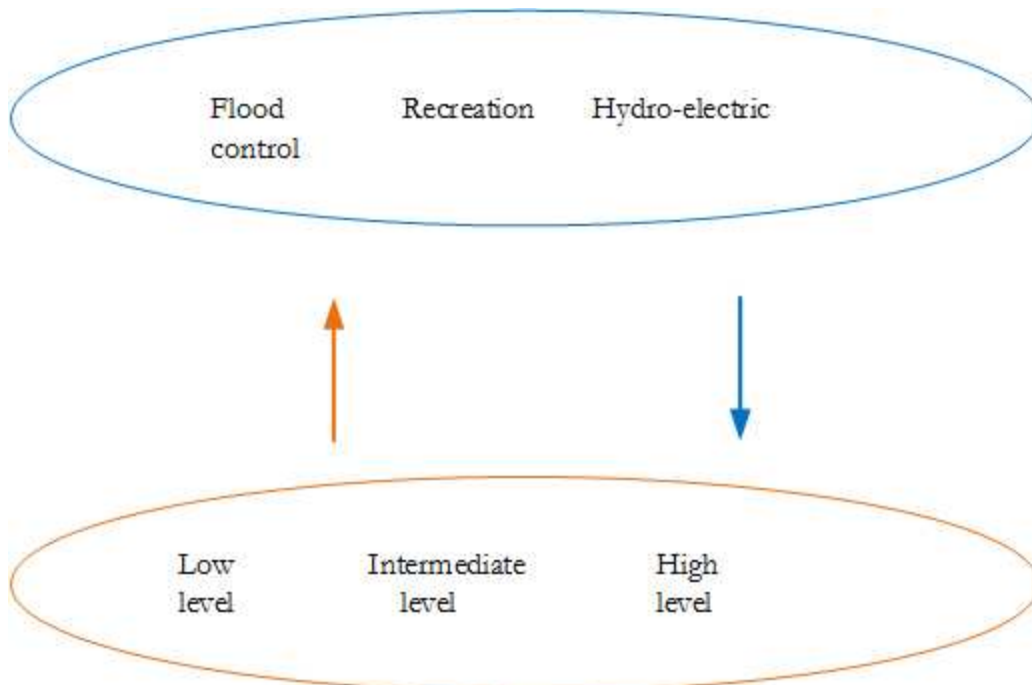 Flood Recreation Hydro-electric
control
Low Intermediate High
level level level